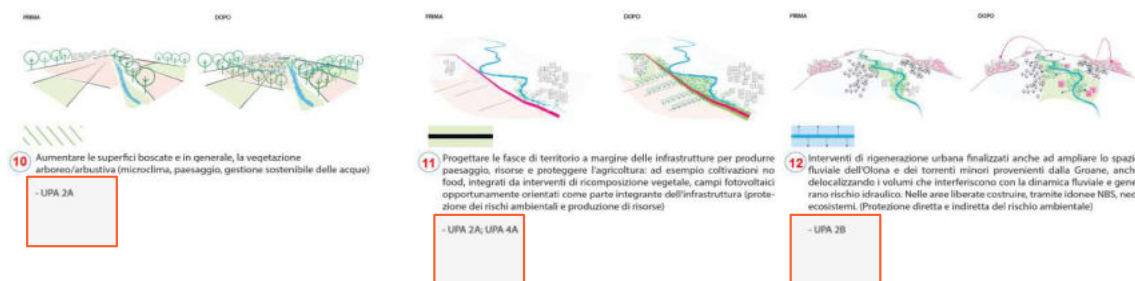 PRIMA
DOPO
10
Aumentare le superfici boscate e in generale, la vegetazione
arboreo/arbustiva (microclima, paesaggio, gestione sostenibile delle acque)
- UPA 2A
PRIMA
DOPO
11
Progettare le fasce di territorio a margine delle infrastrutture per produrre
paesaggio, risorse e proteggere l'agricoltura: ad esempio coltivazioni no
food, integrati da interventi di ricomposizione vegetale, campi fotovoltaici
opportunamente orientati come parte integrante dell'infrastruttura (prote-
zione dei rischi ambientali e produzione di risorse)
- UPA 2A; UPA 4A
PRIMA
DOPO
12
Interventi di rigenerazione urbana finalizzati anche ad ampliare lo spazi
fluviale dell'Olona e dei torrenti minori provenienti dalla Groane, anch
delocalizzando i volumi che interferiscono con la dinamica fluviale e gene
rano rischio idraulico. Nelle aree liberate costruire, tramite idonee NBS, neo
ecosistemi. (Protezione diretta e indiretta del rischio ambientale)
- UPA 2B